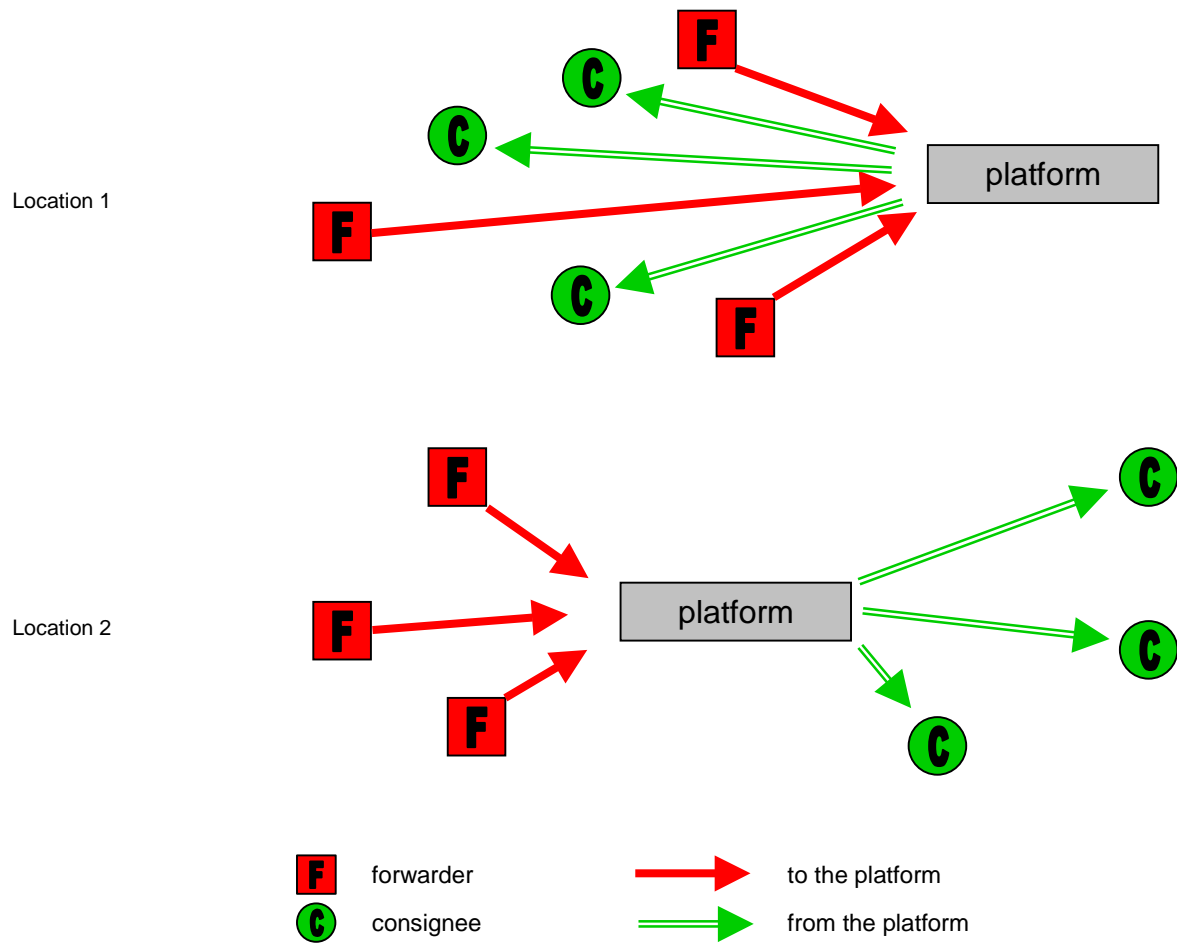 F
C
C
platform
Location 1
F
C
F
F
C
platform
Location 2
F
C
F
C
F forwarder to the platform
C consignee from the platform